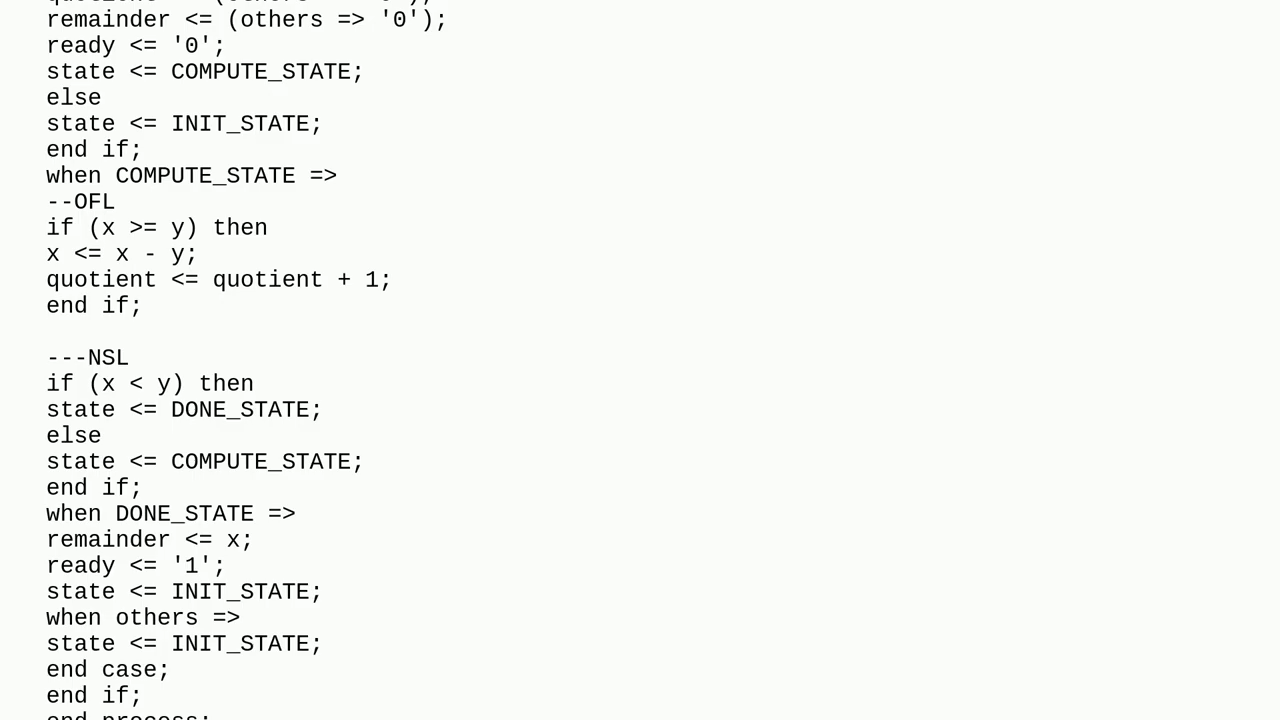 remainder <= (others => '0');
ready <= '0';
state <= COMPUTE_STATE;
else
state <= INIT_STATE;
end if;
when COMPUTE_STATE =>
--OFL
if (x >= y) then
x <= x - y;
quotient <= quotient + 1;
end if;
---NSL
if (x < y) then
state <= DONE_STATE;
else
state <= COMPUTE_STATE;
end if;
when DONE_STATE =>
remainder <= x;
ready <= '1';
state <= INIT_STATE;
when others =>
state <= INIT_STATE;
end case;
end if;
end process;